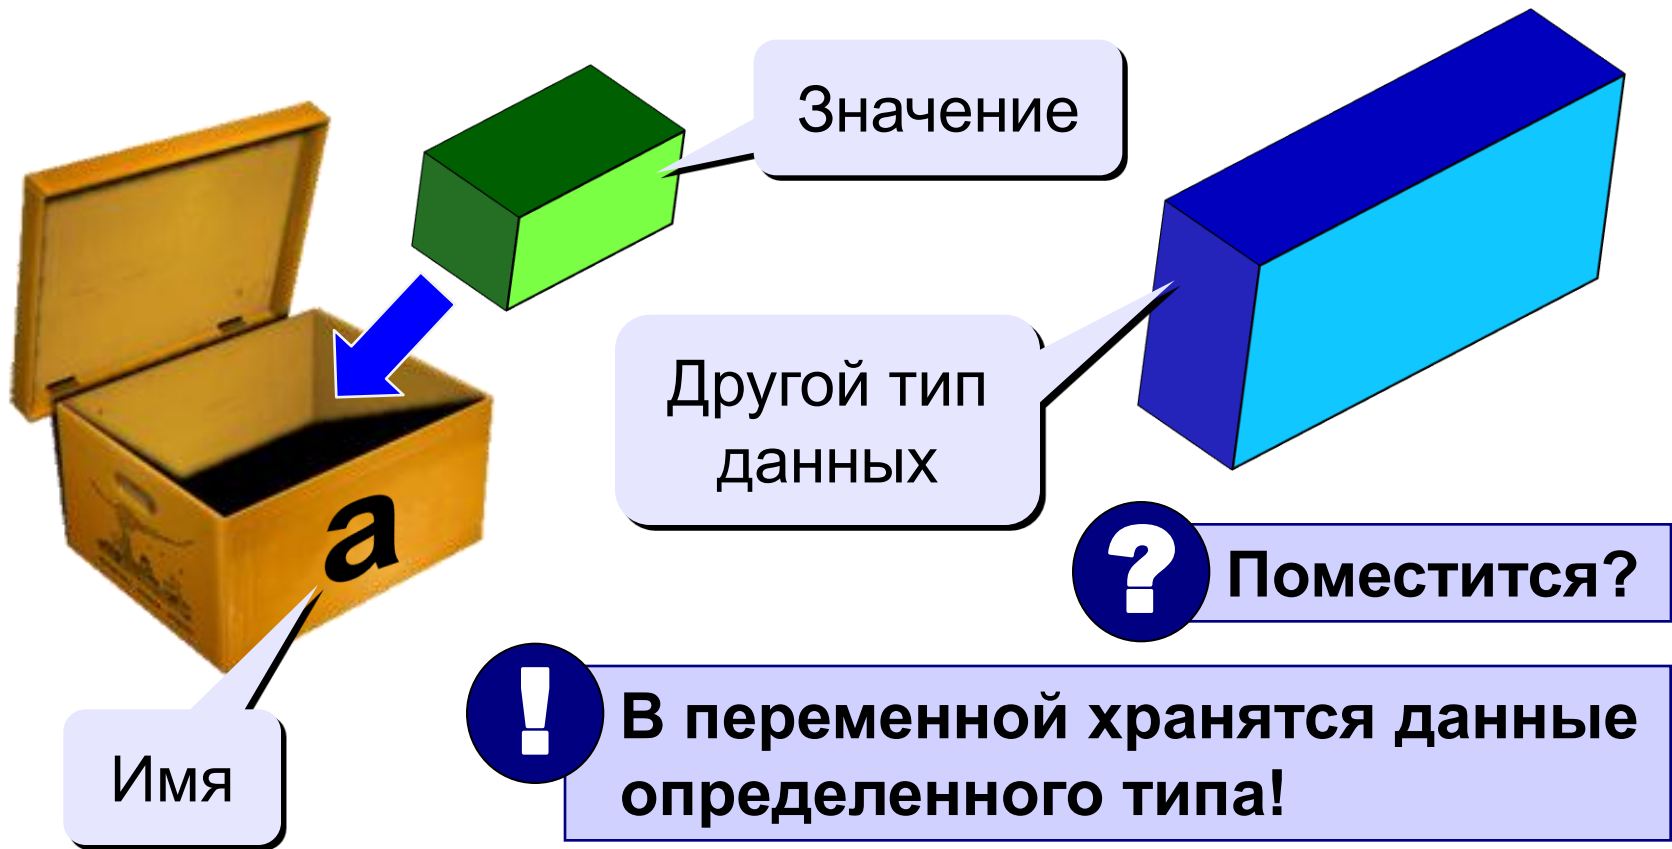 Значение
Другой тип
данных
a
? Поместится?
! В переменной хранятся данные
определенного типа!
Имя